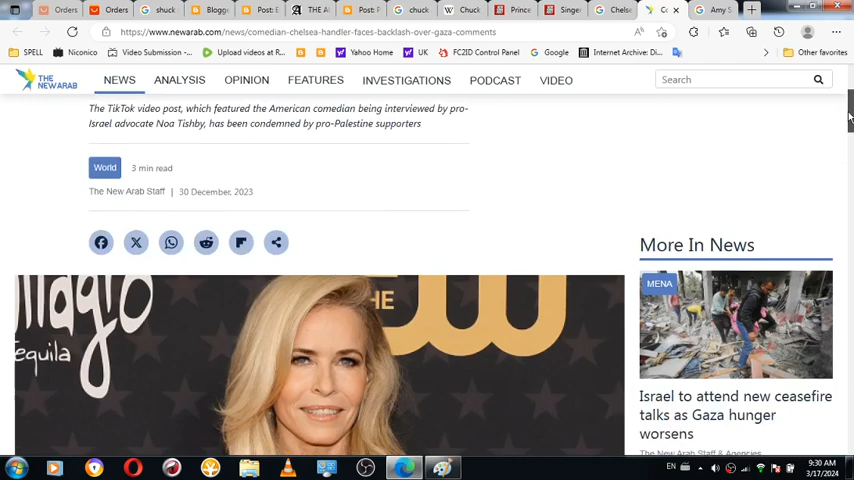 Orders
Orders
shuck
Blogg
Post: E
THE A
Post: F
chuck
Chuck
Prince
Singer
Chelse
Co
Amy S
https://www.newarab.com/news/comedian-chelsea-handler-faces-backlash-over-gaza-comments
SPELL
Niconico
Video Submission -...
Upload videos at R...
Yahoo Home
UK
FC2ID Control Panel
Google
Internet Archive: Di...
Other favorites
THE NEW ARAB
NEWS
ANALYSIS
OPINION
FEATURES
INVESTIGATIONS
PODCAST
VIDEO
Search
The TikTok video post, which featured the American comedian being interviewed by pro-
Israel advocate Noa Tishby, has been condemned by pro-Palestine supporters
World
3 min read
The New Arab Staff | 30 December, 2023
More In News
MENA
THE
CW
Tequila
Israel to attend new ceasefire
talks as Gaza hunger
worsens
The New Arab Staff & Agencies
EN
9:30 AM
3/17/2024